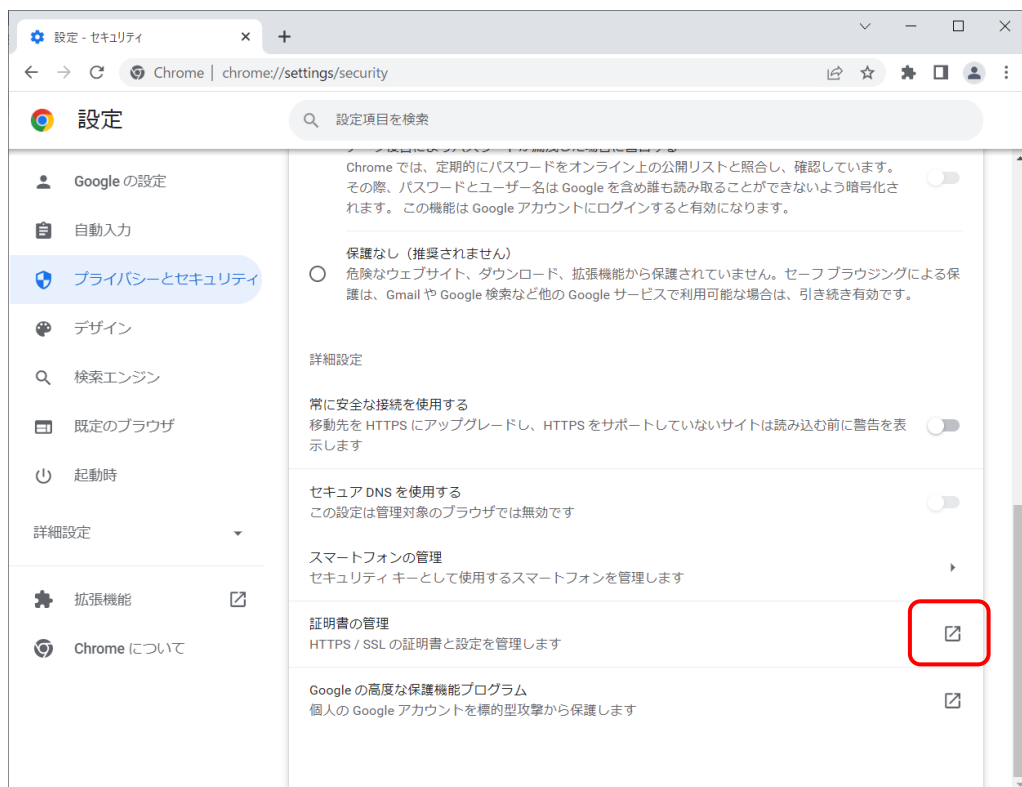 設定 - セキュリティ
Chrome | chrome://settings/security
設定
設定項目を検索
Google の設定
自動入力
プライバシーとセキュリティ
デザイン
検索エンジン
既定のブラウザ
起動時
詳細設定
拡張機能
Chrome について
Chrome では、定期的にパスワードをオンライン上の公開リストと照合し、確認しています。
その際、パスワードとユーザー名は Google を含め誰も読み取ることができないよう暗号化さ
れます。 この機能は Google アカウントにログインすると有効になります。
保護なし（推奨されません）
危険なウェブサイト、ダウンロード、拡張機能から保護されていません。セーフ ブラウジングによる保
護は、Gmail や Google 検索など他の Google サービスで利用可能な場合は、引き続き有効です。
詳細設定
常に安全な接続を使用する
移動先を HTTPS にアップグレードし、HTTPS をサポートしていないサイトは読み込む前に警告を表
示します
セキュア DNS を使用する
この設定は管理対象のブラウザでは無効です
スマートフォンの管理
セキュリティ キーとして使用するスマートフォンを管理します
証明書の管理
HTTPS / SSL の証明書と設定を管理します
Google の高度な保護機能プログラム
個人の Google アカウントを標的型攻撃から保護します